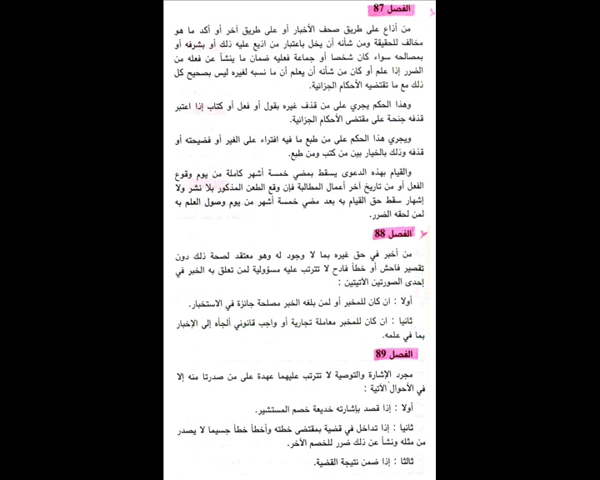 الفصل 87
من أذاع على طريق صحف الأخبار أو على طريق آخر أو أكد ما هو
مخالف للحقيقة ومن شأنه أن يخل باعتبار من اذيع عليه ذلك أو بشرفه أو
بمصالحه سواء كان شخصا أو جماعة فعليه ضمان ما ينشأ عن فعله من
الضرر إذا علم أو كان من شأنه أن يعلم أن ما نسبه لغيره ليس بصحيح كل
ذلك مع ما تقتضيه الأحكام الجزائية.
وهذا الحكم يجري على من قذف غيره بقول أو فعل أو كتاب إذا اعتبر
قذفه جنحة على مقتضى الأحكام الجزائية.
ويجري هذا الحكم على من طبع ما فيه افتراء على الغير أو فضيحته أو
قذفه وذلك بالخيار بين من كتب ومن طبع.
والقيام بهذه الدعوى يسقط بمضي خمسة أشهر كاملة من يوم وقوع
الفعل أو من تاريخ آخر أعمال المطالبة فإن وقع الطعن المذكور بلا نشر ولا
إشهار سقط حق القيام به بعد مضي خمسة أشهر من يوم وصول العلم به
لمن لحقه الضرر.
الفصل 88
من أخبر في حق غيره بما لا وجود له وهو معتقد لصحة ذلك دون
تقصير فاحش أو خطأ فادح لا تترتب عليه مسؤولية لمن تعلق به الخبر في
إحدى الصورتين الآتيتين :
أولا : ان كان للمخبر أو لمن بلغه الخبر مصلحة جائزة في الاستخبار.
ثانيا : ان كان للمخبر معاملة تجارية أو واجب قانوني ألجأه إلى الإخبار
بما في علمه.
الفصل 89
مجرد الإشارة والتوصية لا تترتب عليهما عهدة على من صدرتا منه إلا
في الأحوال الآتية :
أولا : إذا قصد بإشارته خديعة خصم المستشير.
ثانيا : إذا تداخل في قضية بمقتضى خطته وأخطأ خطأ جسيما لا يصدر
من مثله ونشأ عن ذلك ضرر للخصم الآخر.
ثالثا : إذا ضمن نتيجة القضية.